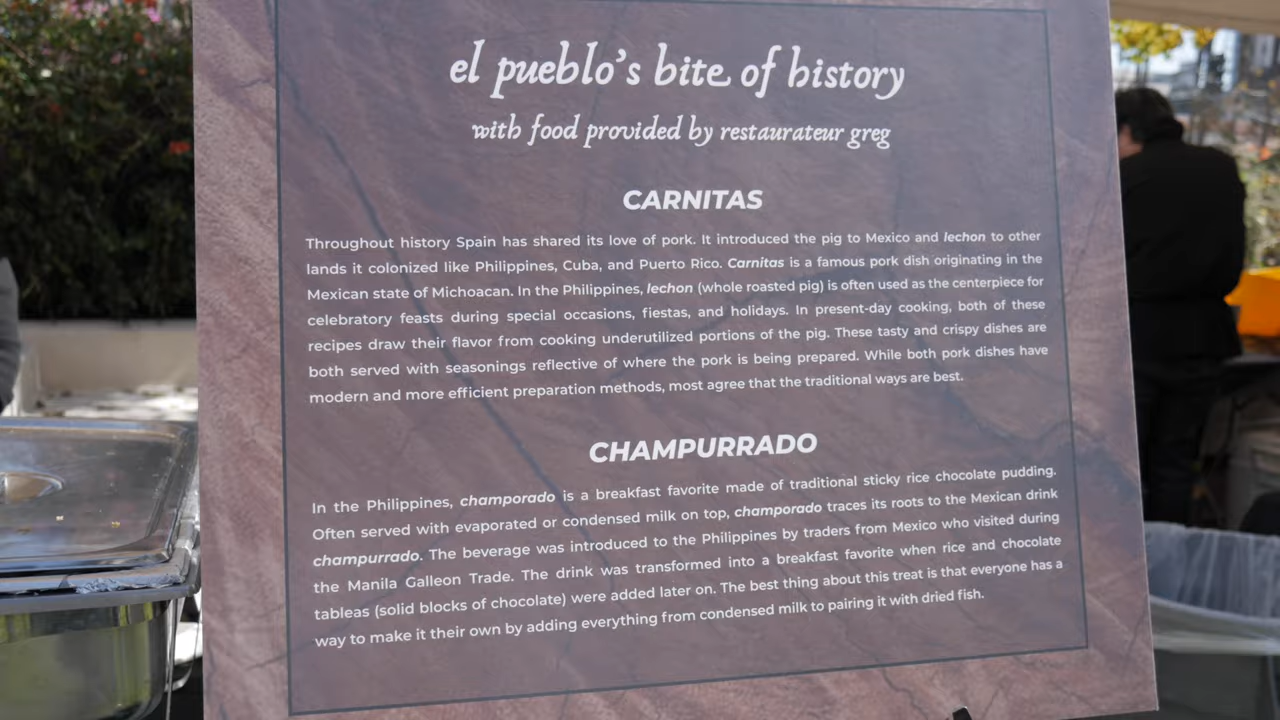 el pueblo's bite of history
with food provided by restaurateur greg
CARNITAS
Throughout history Spain has shared its love of pork. It introduced the pig to Mexico and lechon to other
lands it colonized like Philippines, Cuba, and Puerto Rico. Carnitas is a famous pork dish originating in the
Mexican state of Michoacan. In the Philippines, lechon (whole roasted pig) is often used as the centerpiece for
celebratory feasts during special occasions, fiestas, and holidays. In present-day cooking, both of these
recipes draw their flavor from cooking underutilized portions of the pig. These tasty and crispy dishes are
both served with seasonings reflective of where the pork is being prepared. While both pork dishes have
modern and more efficient preparation methods, most agree that the traditional ways are best.
CHAMPURRADO
In the Philippines, champorado is a breakfast favorite made of traditional sticky rice chocolate pudding.
Often served with evaporated or condensed milk on top, champorado traces its roots to the Mexican drink
champurrado. The beverage was introduced to the Philippines by traders from Mexico who visited during
the Manila Galleon Trade. The drink was transformed into a breakfast favorite when rice and chocolate
tableas (solid blocks of chocolate) were added later on. The best thing about this treat is that everyone has a
way to make it their own by adding everything from condensed milk to pairing it with dried fish.